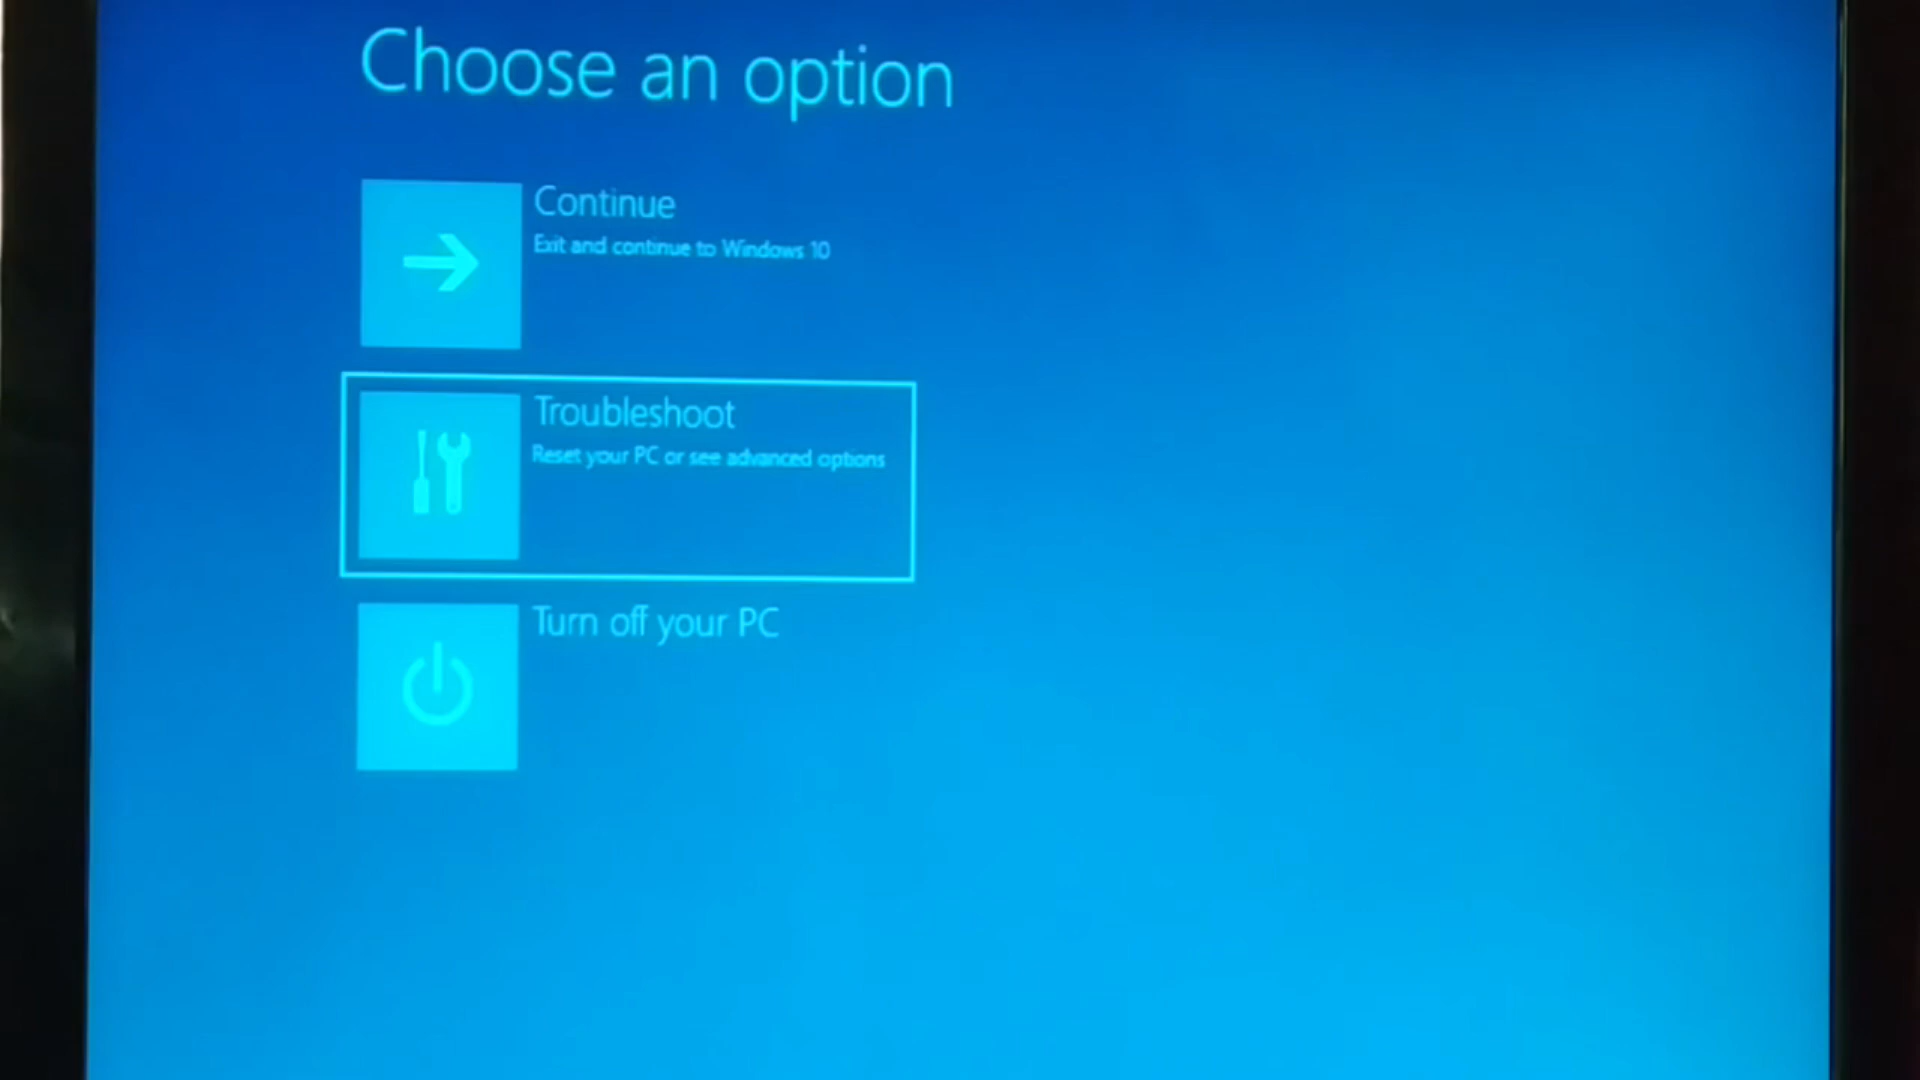 Choose an option
Continue
Exit and continue to Windows 10
Troubleshoot
Reset your PC or see advanced options
Turn off your PC